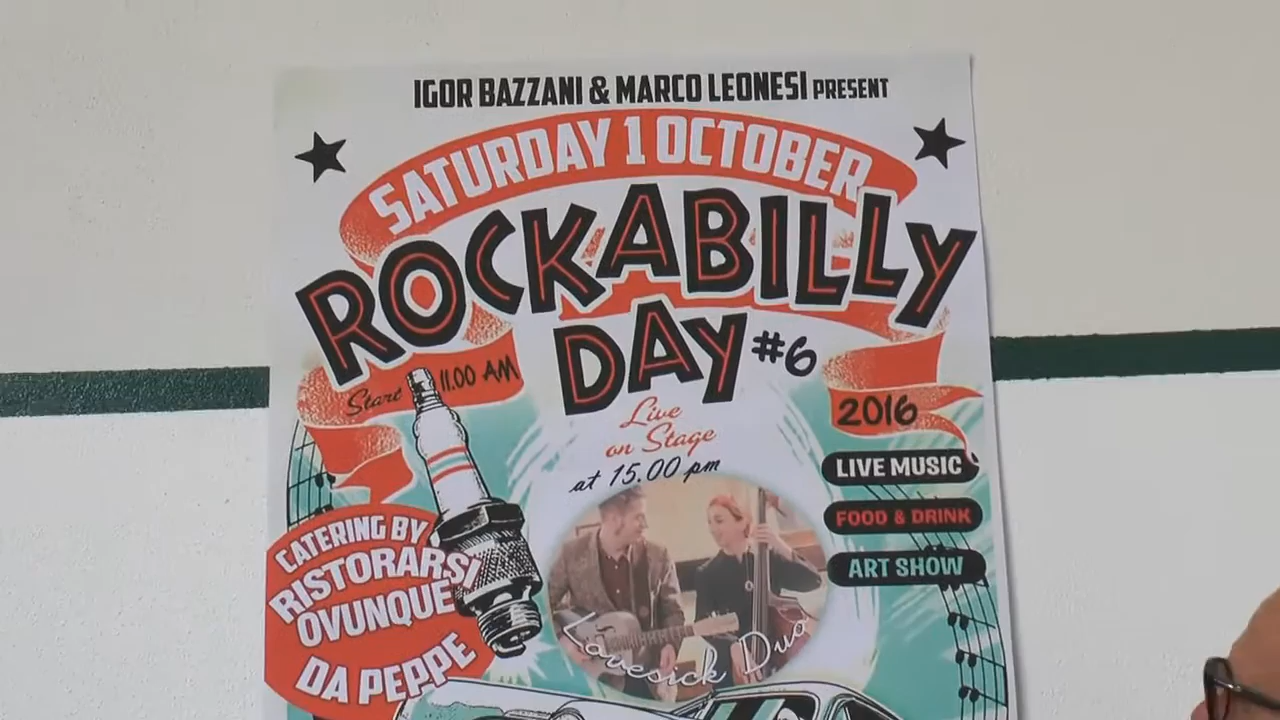 IGOR BAZZANI & MARCO LEONESI PRESENT
SATURDAY 1 OCTOBER
ROCKABILLY
DAY #6
Start 11.00 AM
2016
Live
on Stage
at 15.00 pm
LIVE MUSIC
FOOD & DRINK
ART SHOW
CATERING BY
RISTORARSI
OVUNQUE
DA PEPPE
Lovesick Duo